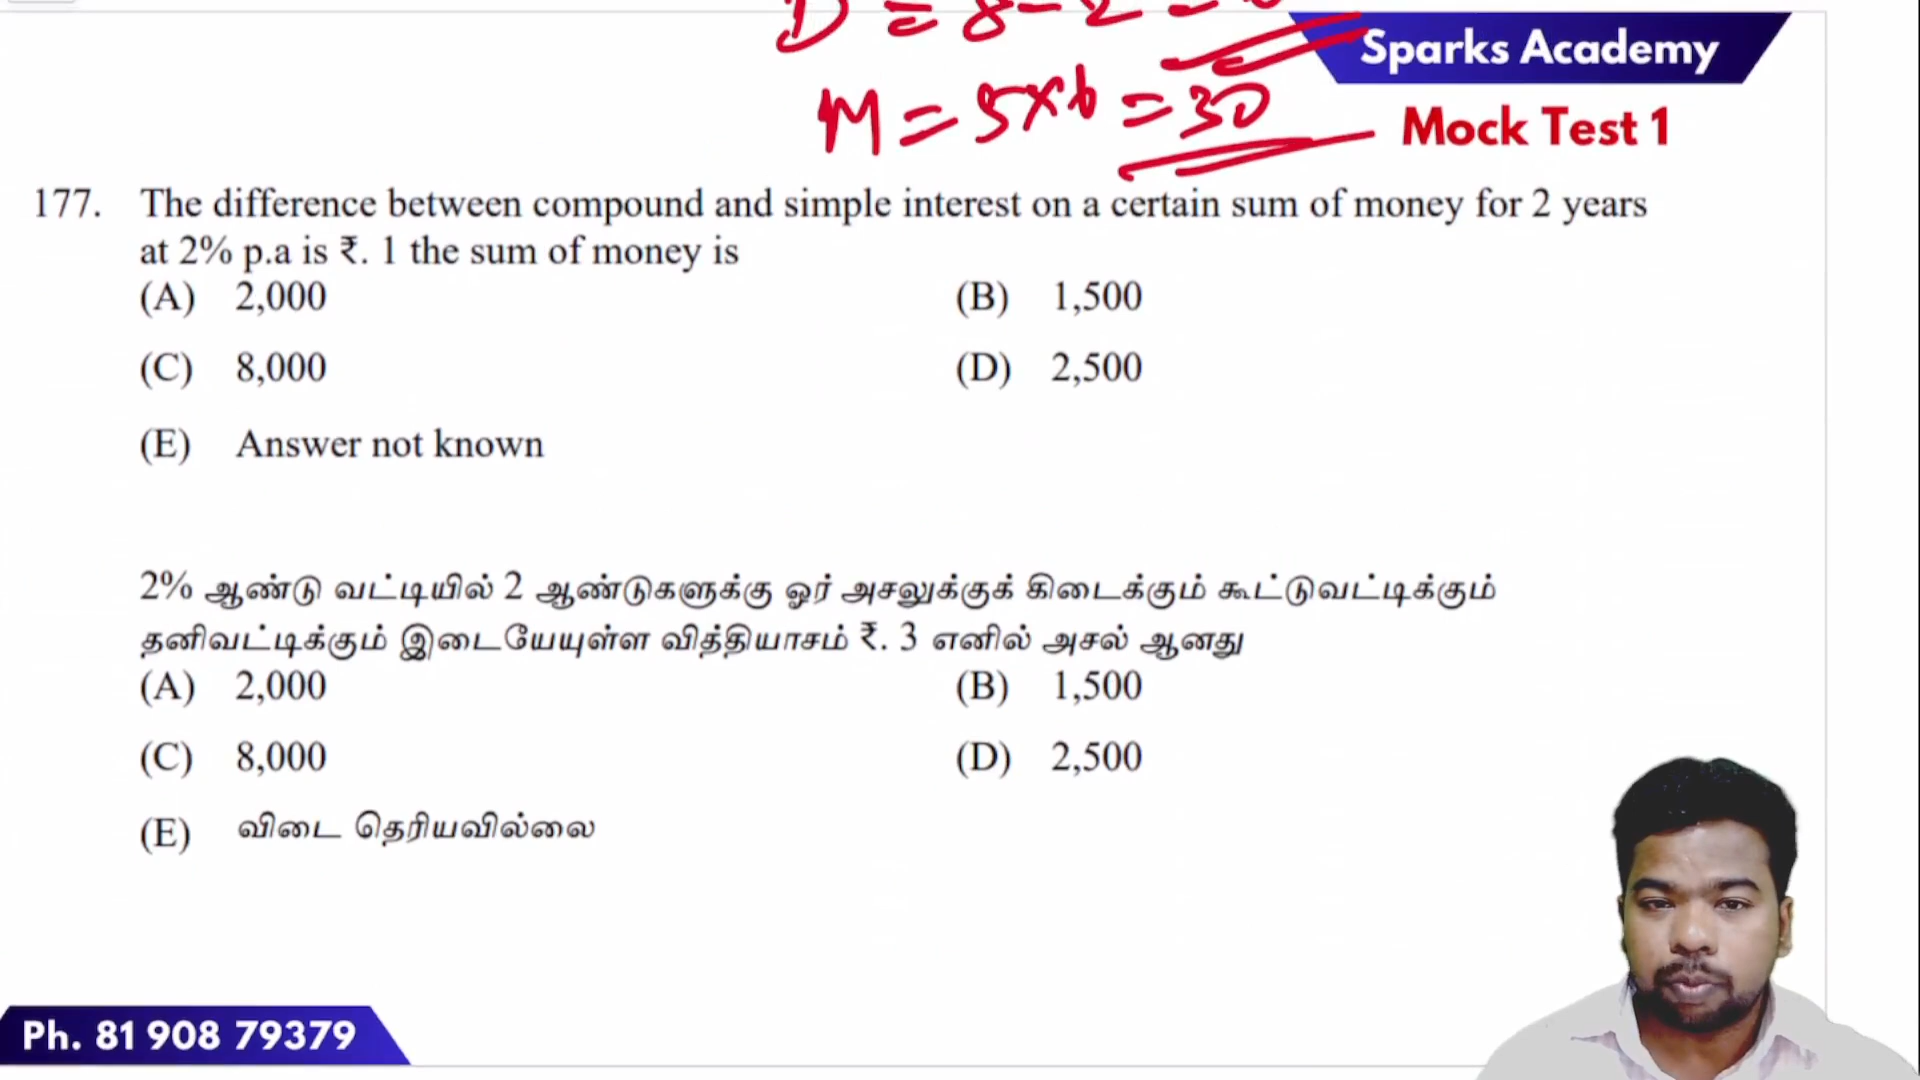 D = 8 - 2 =
Sparks Academy
M = 5 x 6 = 30
Mock Test 1
177. The difference between compound and simple interest on a certain sum of money for 2 years
at 2% p.a is ₹. 1 the sum of money is
(A) 2,000 (B) 1,500
(C) 8,000 (D) 2,500
(E) Answer not known
2% ஆண்டு வட்டியில் 2 ஆண்டுகளுக்கு ஓர் அசலுக்குக் கிடைக்கும் கூட்டுவட்டிக்கும்
தனிவட்டிக்கும் இடையேயுள்ள வித்தியாசம் ₹. 3 எனில் அசல் ஆனது
(A) 2,000 (B) 1,500
(C) 8,000 (D) 2,500
(E) விடை தெரியவில்லை
Ph. 81 908 79379